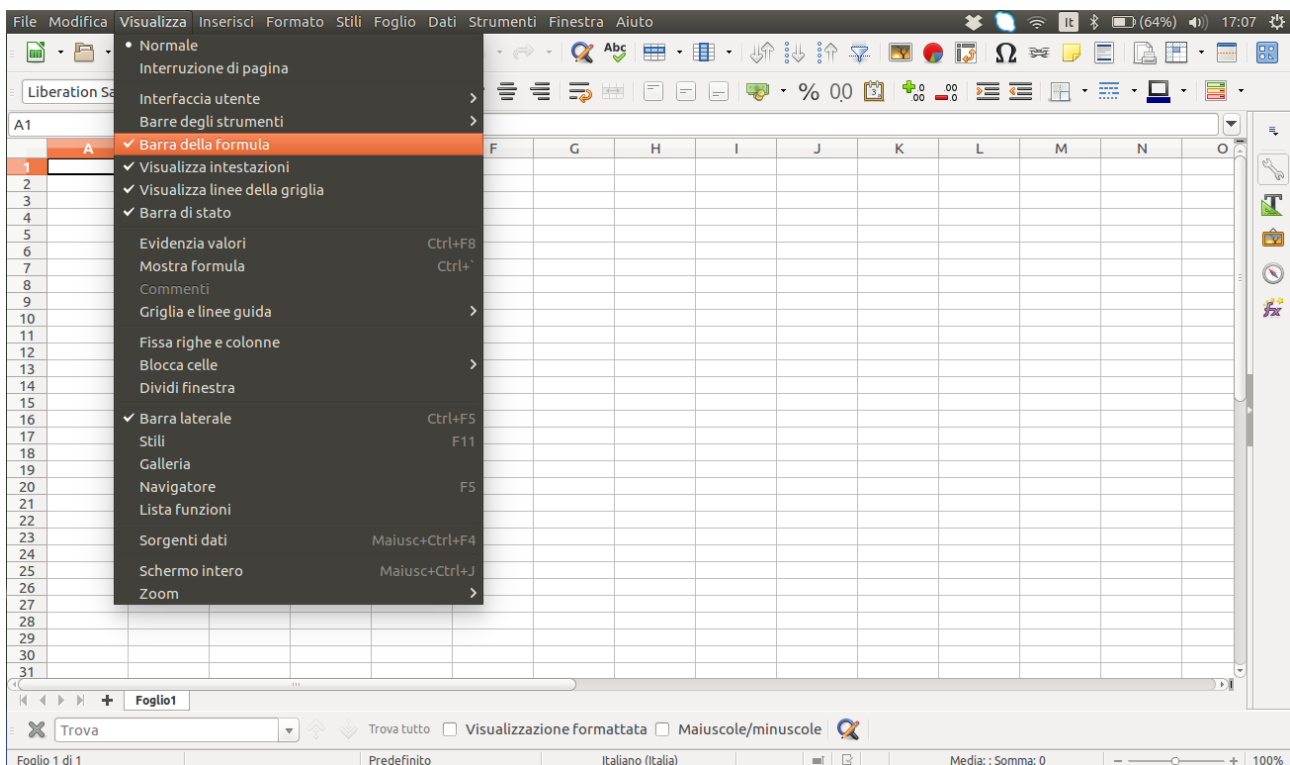 File Modifica Visualizza Inserisci Formato Stili Foglio Dati Strumenti Finestra Aiuto It (64%) 17:07
Normale
Interruzione di pagina
Interfaccia utente
Barre degli strumenti
Barra della formula
Visualizza intestazioni
Visualizza linee della griglia
Barra di stato
Evidenzia valori Ctrl+F8
Mostra formula Ctrl+`
Commenti
Griglia e linee guida
Fissa righe e colonne
Blocca celle
Dividi finestra
Barra laterale Ctrl+F5
Stili F11
Galleria
Navigatore F5
Lista funzioni
Sorgenti dati Maiusc+Ctrl+F4
Schermo intero Maiusc+Ctrl+J
Zoom
Abc Ω
Liberation Sa % 0.0
A1
A F G H I J K L M N O
1
2
3
4
5
6
7
8
9
10
11
12
13
14
15
16
17
18
19
20
21
22
23
24
25
26
27
28
29
30
31
Foglio1
Trova Trova tutto Visualizzazione formattata Maiuscole/minuscole
Foglio 1 di 1 Predefinito Italiano (Italia) Media: ; Somma: 0 100%